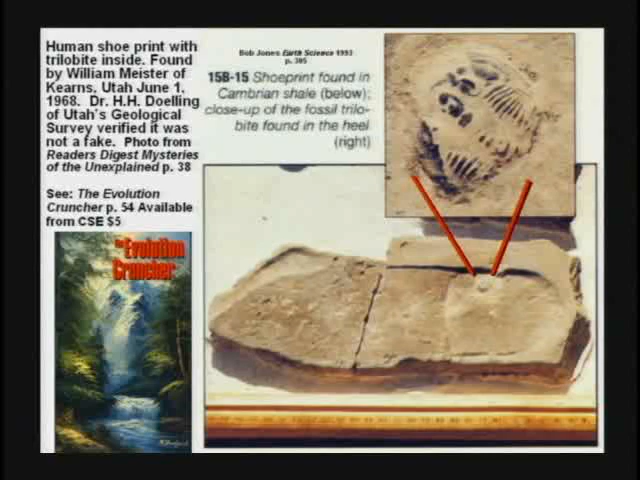 Human shoe print with
trilobite inside. Found
by William Meister of
Kearns, Utah June 1,
1968. Dr. H.H. Doelling
of Utah's Geological
Survey verified it was
not a fake. Photo from
Readers Digest Mysteries
of the Unexplained p. 38
See: The Evolution
Cruncher p. 54 Available
from CSE $5
The Evolution
Cruncher
Bob Jones Earth Science 1993
p. 305
15B-15 Shoeprint found in
Cambrian shale (below);
close-up of the fossil trilo-
bite found in the heel
(right)